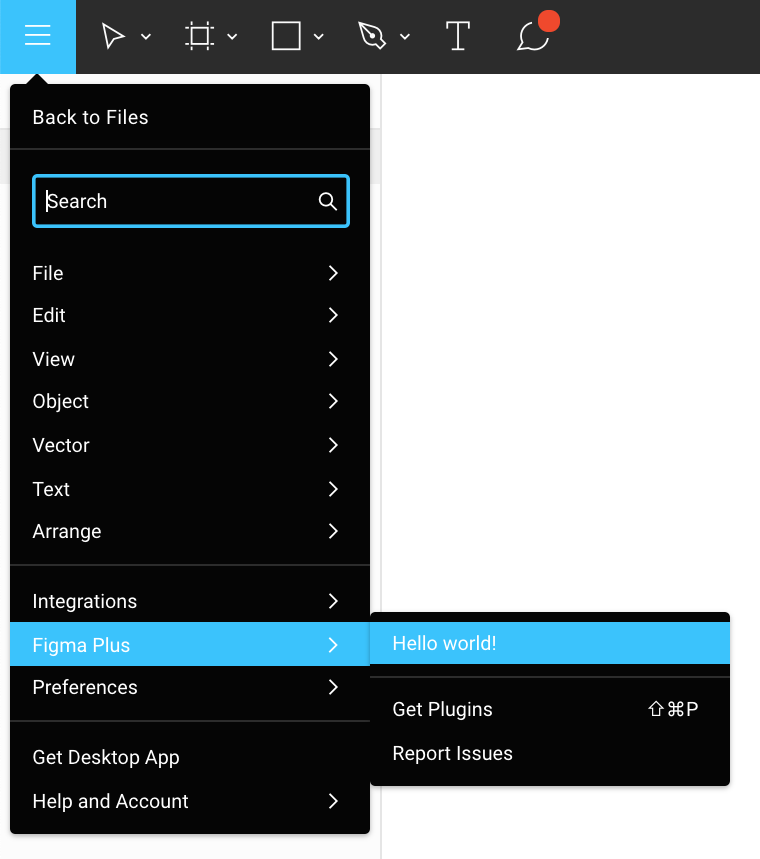 Back to Files
Search
File
Edit
View
Object
Vector
Text
Arrange
Integrations
Figma Plus
Preferences
Get Desktop App
Help and Account
Hello world!
Get Plugins ⇧⌘P
Report Issues